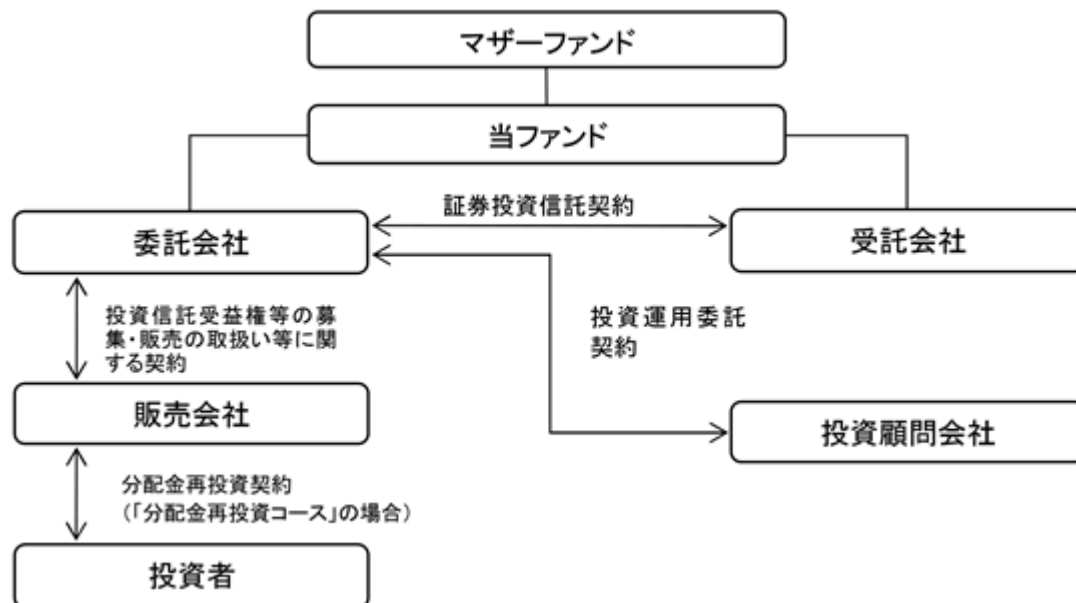 マザーファンド
当ファンド
証券投資信託契約
委託会社
受託会社
投資信託受益権等の募
集・販売の取扱い等に関
する契約
投資運用委託
契約
販売会社
投資顧問会社
分配金再投資契約
(「分配金再投資コース」の場合)
投資者